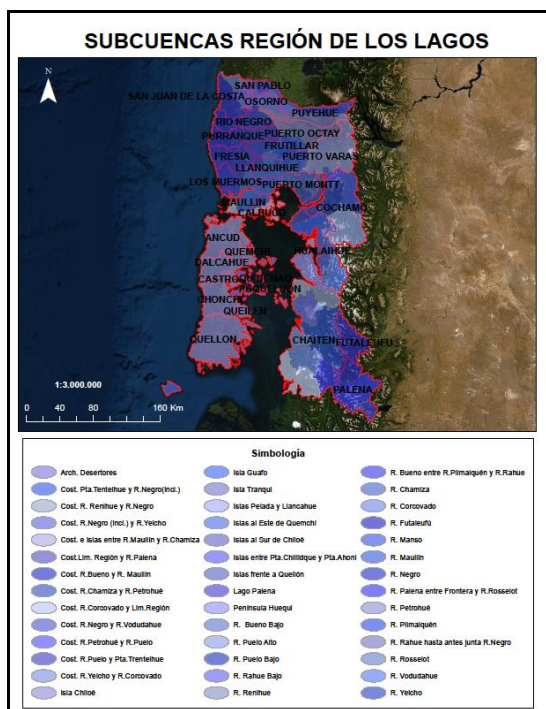 SUBCUENCAS REGIÓN DE LOS LAGOS
N
SAN PABLO
SAN JUAN DE LA COSTA
OSORNO
PUYEHUE
RIO NEGRO
PURRANQUE
PUERTO OCTAY
FRUTILLAR
FRESIA
PUERTO VARAS
LLANQUIHUE
LOS MUERMOS
PUERTO MONTT
MAULLIN
CALBUCO
COCHAMO
ANCUD
QUEMCHI
HUALAIHUE
DALCAHUE
CASTRO
CHONCHI
QUEILEN
QUELLON
CHAITEN
FUTALEUFU
PALENA
1:3.000.000
0 40 80 160 Km
Simbología
Arch. Desertores
Cost. Pta.Tentelhue y R.Negro(Incl.)
Cost. R. Renihue y R.Negro
Cost. R.Negro (Incl.) y R.Yelcho
Cost. e Islas entre R.Maullín y R.Chamiza
Cost.Lim. Región y R.Palena
Cost. R.Bueno y R. Maullín
Cost. R.Chamiza y R.Petrohué
Cost. R.Corcovado y Lim.Región
Cost. R.Negro y R.Vodudahue
Cost. R.Petrohué y R.Puelo
Cost. R.Puelo y Pta.Trentelhue
Cost. R.Yelcho y R.Corcovado
Isla Chiloé
Isla Guafo
Isla Tranqui
Islas Pelada y Llancahue
Islas al Este de Quemchi
Islas al Sur de Chiloé
Islas entre Pta.Chilidque y Pta.Ahoni
Islas frente a Quellón
Lago Palena
Península Huequi
R. Bueno Bajo
R. Puelo Alto
R. Puelo Bajo
R. Rahue Bajo
R. Renihue
R. Bueno entre R.Pilmaiquén y R.Rahue
R. Chamiza
R. Corcovado
R. Futaleufú
R. Manso
R. Maullín
R. Negro
R. Palena entre Frontera y R.Rosselot
R. Petrohué
R. Pilmaiquén
R. Rahue hasta antes junta R.Negro
R. Rosselot
R. Vodudahue
R. Yelcho